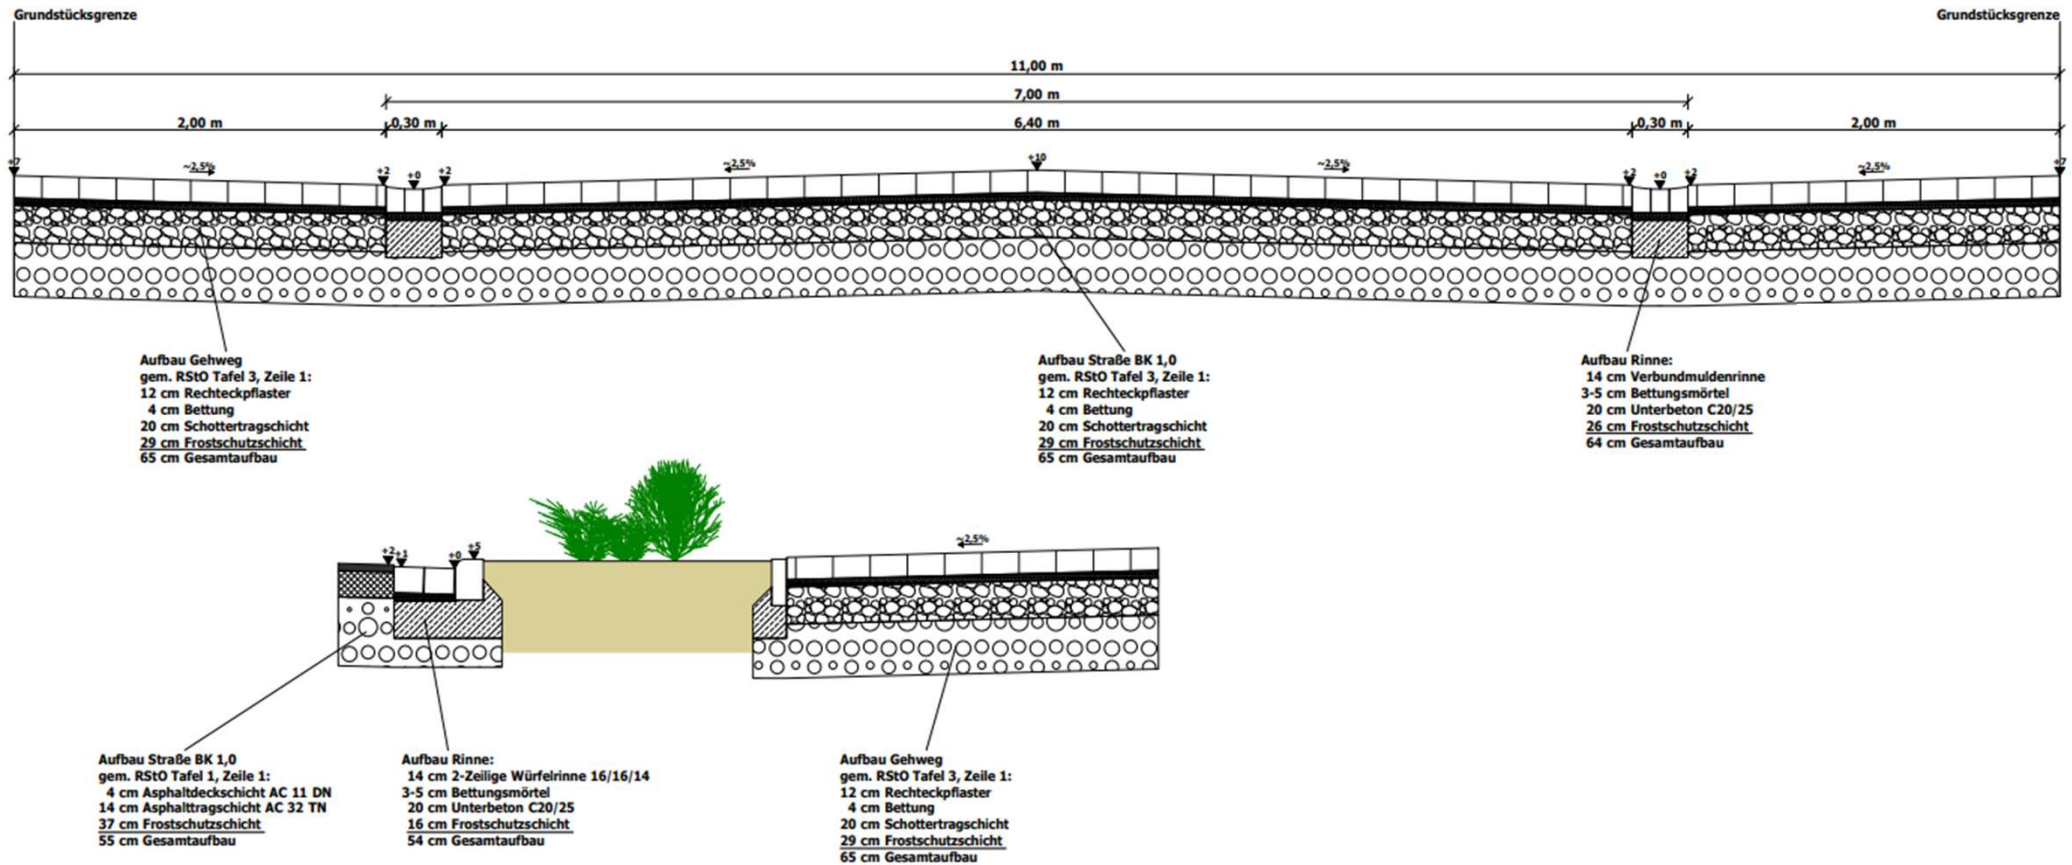 Grundstücksgrenze
Grundstücksgrenze
11,00 m
7,00 m
2,00 m
0,30 m
6,40 m
0,30 m
2,00 m
+7
~2,5%
+2
+0
+2
~2,5%
+10
~2,5%
+2
+0
+2
~2,5%
+7
Aufbau Gehweg
gem. RStO Tafel 3, Zeile 1:
12 cm Rechteckpflaster
4 cm Bettung
20 cm Schottertragschicht
29 cm Frostschutzschicht
65 cm Gesamtaufbau
Aufbau Straße BK 1,0
gem. RStO Tafel 3, Zeile 1:
12 cm Rechteckpflaster
4 cm Bettung
20 cm Schottertragschicht
29 cm Frostschutzschicht
65 cm Gesamtaufbau
Aufbau Rinne:
14 cm Verbundmuldenrinne
3-5 cm Bettungsmörtel
20 cm Unterbeton C20/25
26 cm Frostschutzschicht
64 cm Gesamtaufbau
+2
+1
+0
+5
~2,5%
Aufbau Straße BK 1,0
gem. RStO Tafel 1, Zeile 1:
4 cm Asphaltdeckschicht AC 11 DN
14 cm Asphalttragschicht AC 32 TN
37 cm Frostschutzschicht
55 cm Gesamtaufbau
Aufbau Rinne:
14 cm 2-Zeilige Würfelrinne 16/16/14
3-5 cm Bettungsmörtel
20 cm Unterbeton C20/25
16 cm Frostschutzschicht
54 cm Gesamtaufbau
Aufbau Gehweg
gem. RStO Tafel 3, Zeile 1:
12 cm Rechteckpflaster
4 cm Bettung
20 cm Schottertragschicht
29 cm Frostschutzschicht
65 cm Gesamtaufbau